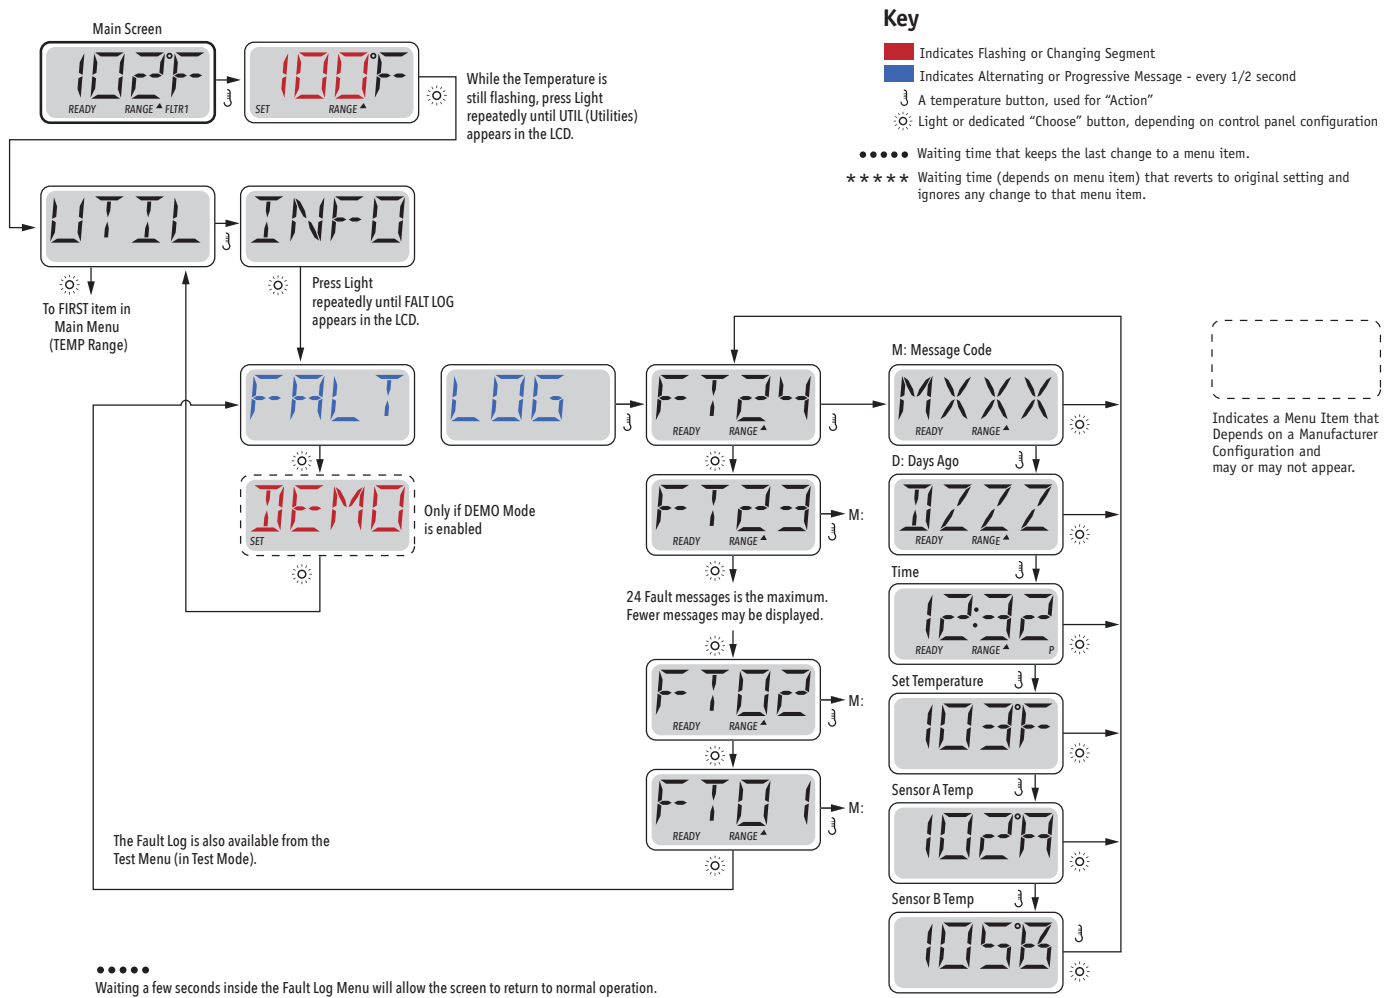 Main Screen
102°F
READY RANGE FLTR1
100°F
SET RANGE
While the Temperature is
still flashing, press Light
repeatedly until UTIL (Utilities)
appears in the LCD.
Key
Indicates Flashing or Changing Segment
Indicates Alternating or Progressive Message - every 1/2 second
A temperature button, used for “Action”
Light or dedicated “Choose” button, depending on control panel configuration
Waiting time that keeps the last change to a menu item.
***** Waiting time (depends on menu item) that reverts to original setting and
ignores any change to that menu item.
UTIL
INFO
To FIRST item in
Main Menu
(TEMP Range)
Press Light
repeatedly until FALT LOG
appears in the LCD.
FALT
LOG
DEMO
SET
Only if DEMO Mode
is enabled
FT24
READY RANGE
FT23
READY RANGE
M:
24 Fault messages is the maximum.
Fewer messages may be displayed.
FT02
READY RANGE
M:
FT01
READY RANGE
M:
M: Message Code
MXXX
READY RANGE
D: Days Ago
DZZZ
READY RANGE
Time
12:32
READY RANGE P
Set Temperature
103°F
Sensor A Temp
102°A
Sensor B Temp
105°B
Indicates a Menu Item that
Depends on a Manufacturer
Configuration and
may or may not appear.
The Fault Log is also available from the
Test Menu (in Test Mode).
Waiting a few seconds inside the Fault Log Menu will allow the screen to return to normal operation.